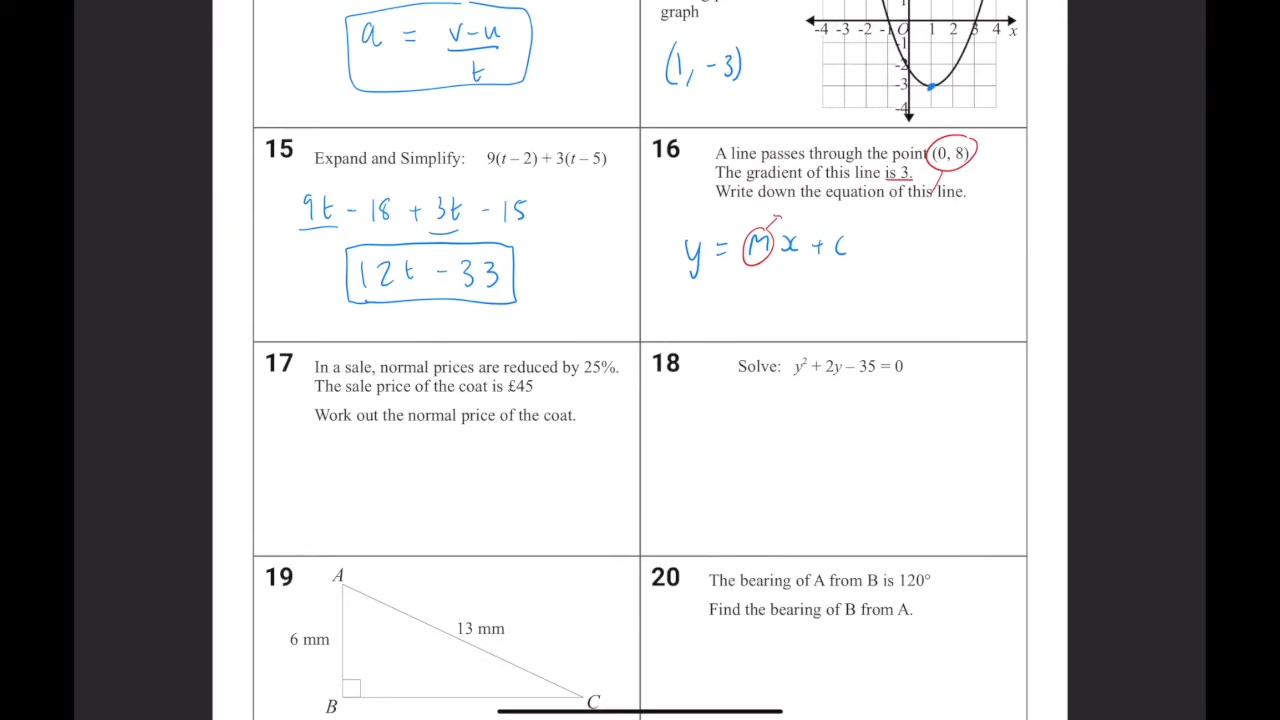 a = v-u
t
graph
(1, -3)
1
-4 -3 -2 -1 O 1 2 3 4 x
-1
-2
-3
-4
15
Expand and Simplify: 9(t – 2) + 3(t – 5)
9t - 18 + 3t - 15
12t - 33
16
A line passes through the point (0, 8)
The gradient of this line is 3.
Write down the equation of this line.
y = mx + c
17
In a sale, normal prices are reduced by 25%.
The sale price of the coat is £45
Work out the normal price of the coat.
18
Solve: y² + 2y – 35 = 0
19
A
13 mm
6 mm
B
C
20
The bearing of A from B is 120°
Find the bearing of B from A.